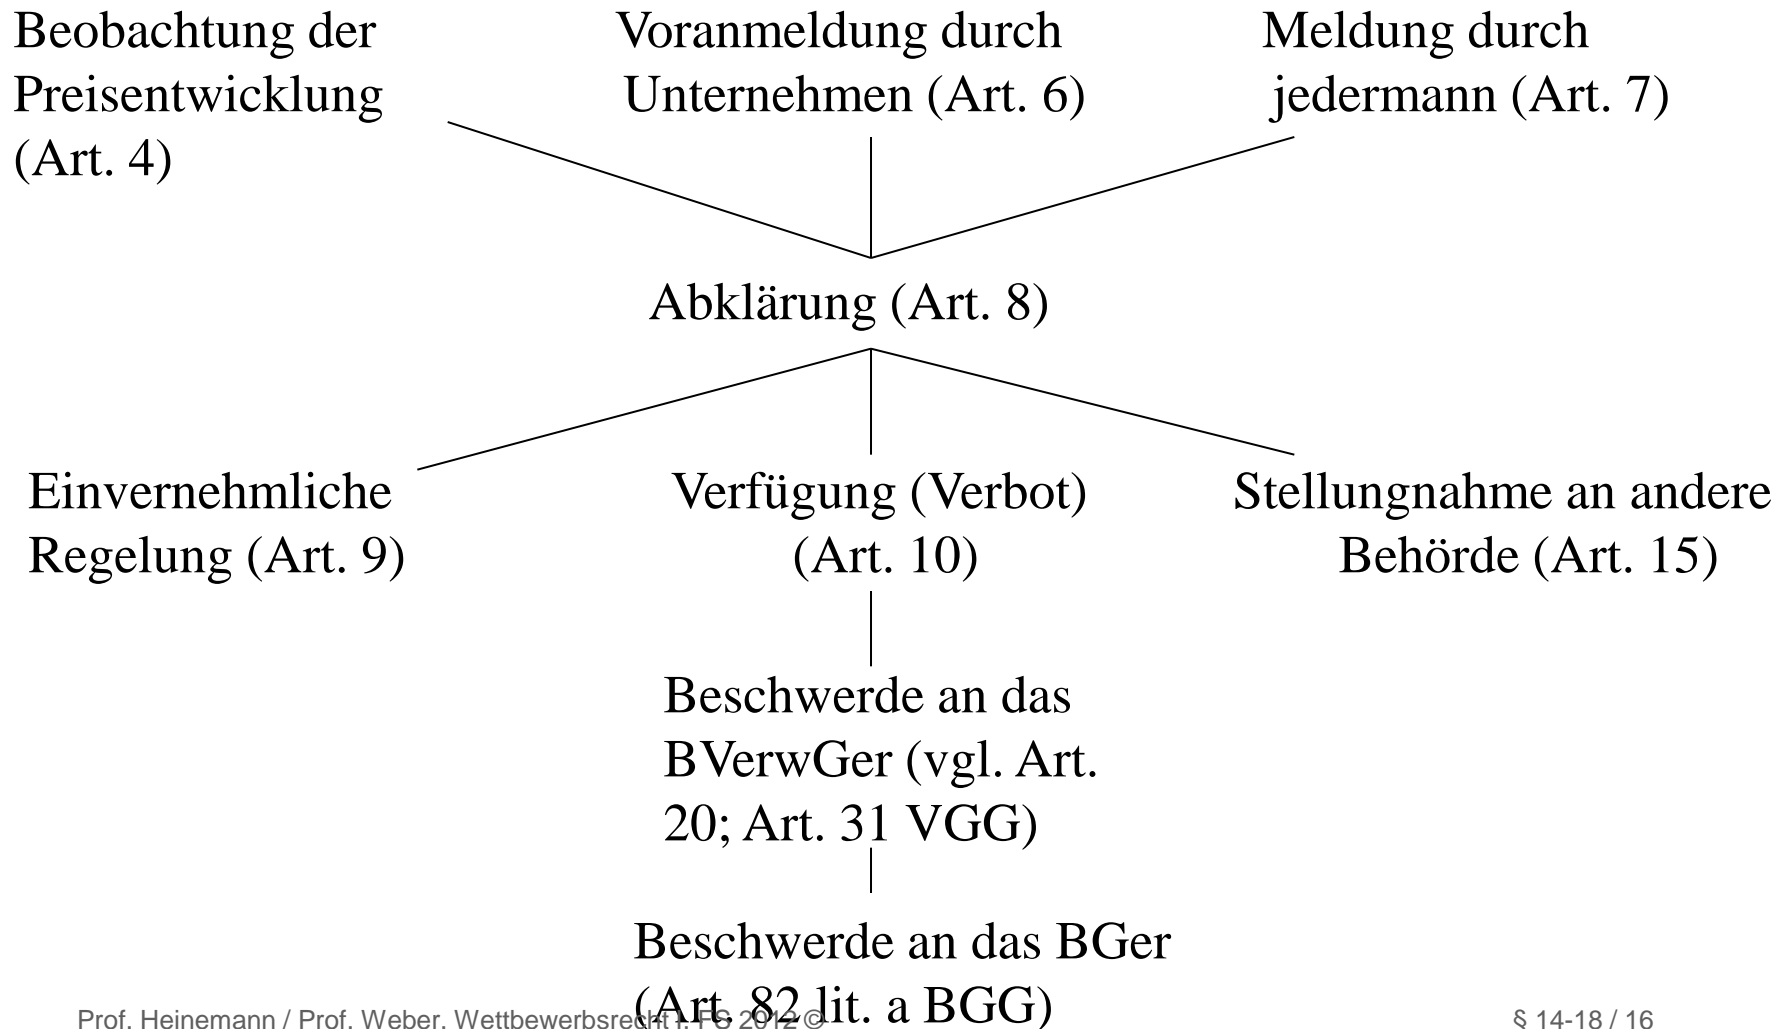 Beobachtung der
Preisentwicklung
(Art. 4)
Voranmeldung durch
Unternehmen (Art. 6)
Meldung durch
jedermann (Art. 7)
Abklärung (Art. 8)
Einvernehmliche
Regelung (Art. 9)
Verfügung (Verbot)
(Art. 10)
Stellungnahme an andere
Behörde (Art. 15)
Beschwerde an das
BVerwGer (vgl. Art.
20; Art. 31 VGG)
Beschwerde an das BGer
(Art. 82 lit. a BGG)
Prof. Heinemann / Prof. Weber, Wettbewerbsrecht I, FS 2012 ©
§ 14-18 / 16